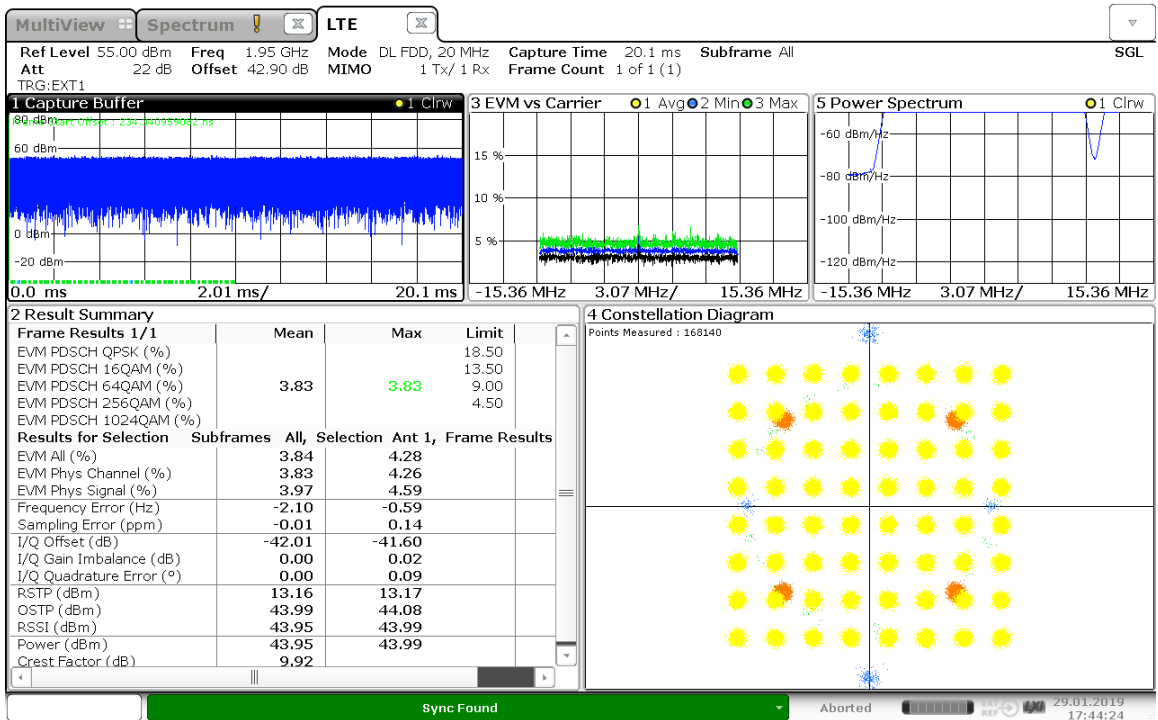 MultiView Spectrum LTE
Ref Level 55.00 dBm Freq 1.95 GHz Mode DL FDD, 20 MHz Capture Time 20.1 ms Subframe All SGL
Att 22 dB Offset 42.90 dB MIMO 1 Tx/ 1 Rx Frame Count 1 of 1 (1)
TRG:EXT1
1 Capture Buffer 1 Clrw
80 dBm
Frame Start Offset : 234.340959082 ns
60 dBm
0 dBm
-20 dBm
0.0 ms 2.01 ms/ 20.1 ms
3 EVM vs Carrier 1 Avg 2 Min 3 Max
15 %
10 %
5 %
-15.36 MHz 3.07 MHz/ 15.36 MHz
5 Power Spectrum 1 Clrw
-60 dBm/Hz
-80 dBm/Hz
-100 dBm/Hz
-120 dBm/Hz
-15.36 MHz 3.07 MHz/ 15.36 MHz
2 Result Summary
Frame Results 1/1 Mean Max Limit
EVM PDSCH QPSK (%) 18.50
EVM PDSCH 16QAM (%) 13.50
EVM PDSCH 64QAM (%) 3.83 3.83 9.00
EVM PDSCH 256QAM (%) 4.50
EVM PDSCH 1024QAM (%)
Results for Selection Subframes All, Selection Ant 1, Frame Results
EVM All (%) 3.84 4.28
EVM Phys Channel (%) 3.83 4.26
EVM Phys Signal (%) 3.97 4.59
Frequency Error (Hz) -2.10 -0.59
Sampling Error (ppm) -0.01 0.14
I/Q Offset (dB) -42.01 -41.60
I/Q Gain Imbalance (dB) 0.00 0.02
I/Q Quadrature Error (°) 0.00 0.09
RSTP (dBm) 13.16 13.17
OSTP (dBm) 43.99 44.08
RSSI (dBm) 43.95 43.99
Power (dBm) 43.95 43.99
Crest Factor (dB) 9.92
4 Constellation Diagram
Points Measured : 168140
Sync Found
Aborted
EXT
REF
LXI
29.01.2019
17:44:24